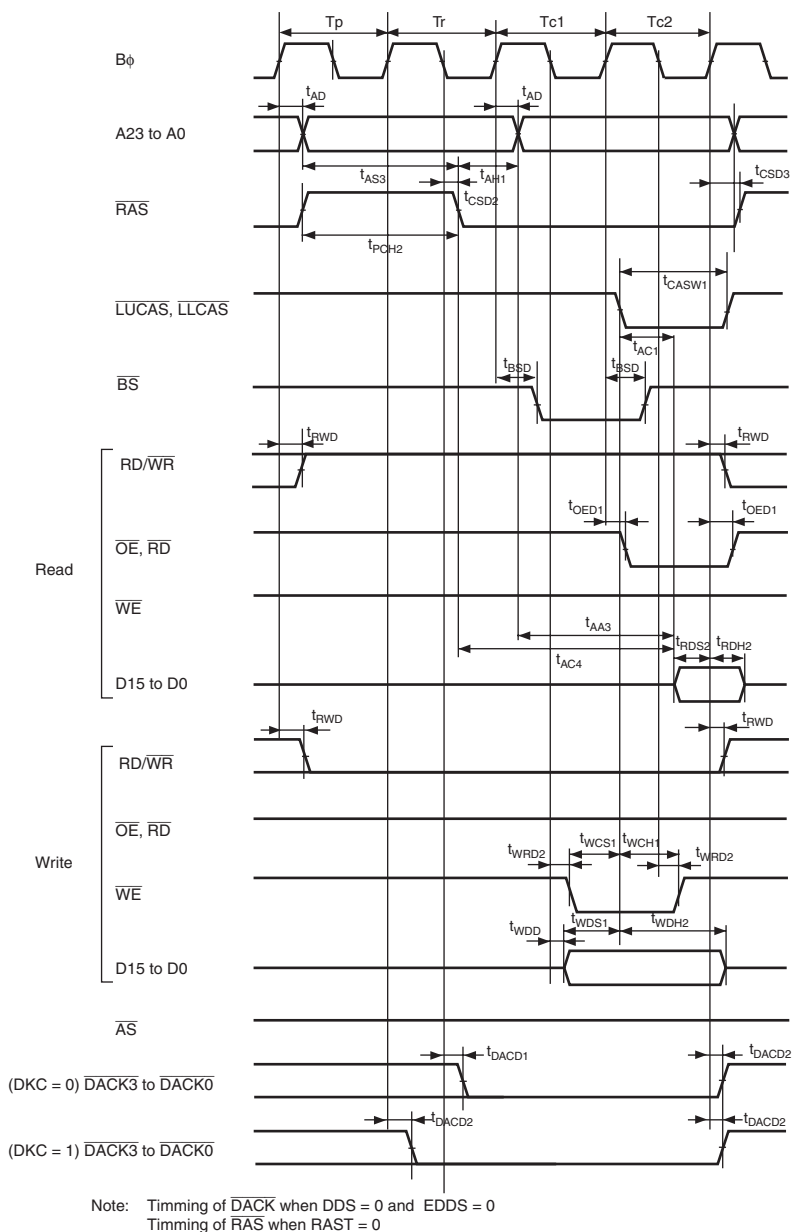 Tp Tr Tc1 Tc2
Bϕ
tAD tAD
A23 to A0
tAS3 tAH1 tCSD3
tCSD2
RAS
tPCH2
tCASW1
LUCAS, LLCAS
tAC1
tBSD tBSD
BS
tRWD tRWD
RD/WR
tOED1 tOED1
OE, RD
Read
WE
tAA3
tRDS2 tRDH2
tAC4
D15 to D0
tRWD tRWD
RD/WR
OE, RD
tWCS1 tWCH1
tWRD2 tWRD2
Write
WE
tWDS1 tWDH2
tWDD
D15 to D0
AS
tDACD1 tDACD2
(DKC = 0) DACK3 to DACK0
tDACD2 tDACD2
(DKC = 1) DACK3 to DACK0
Note: Timming of DACK when DDS = 0 and EDDS = 0
Timming of RAS when RAST = 0